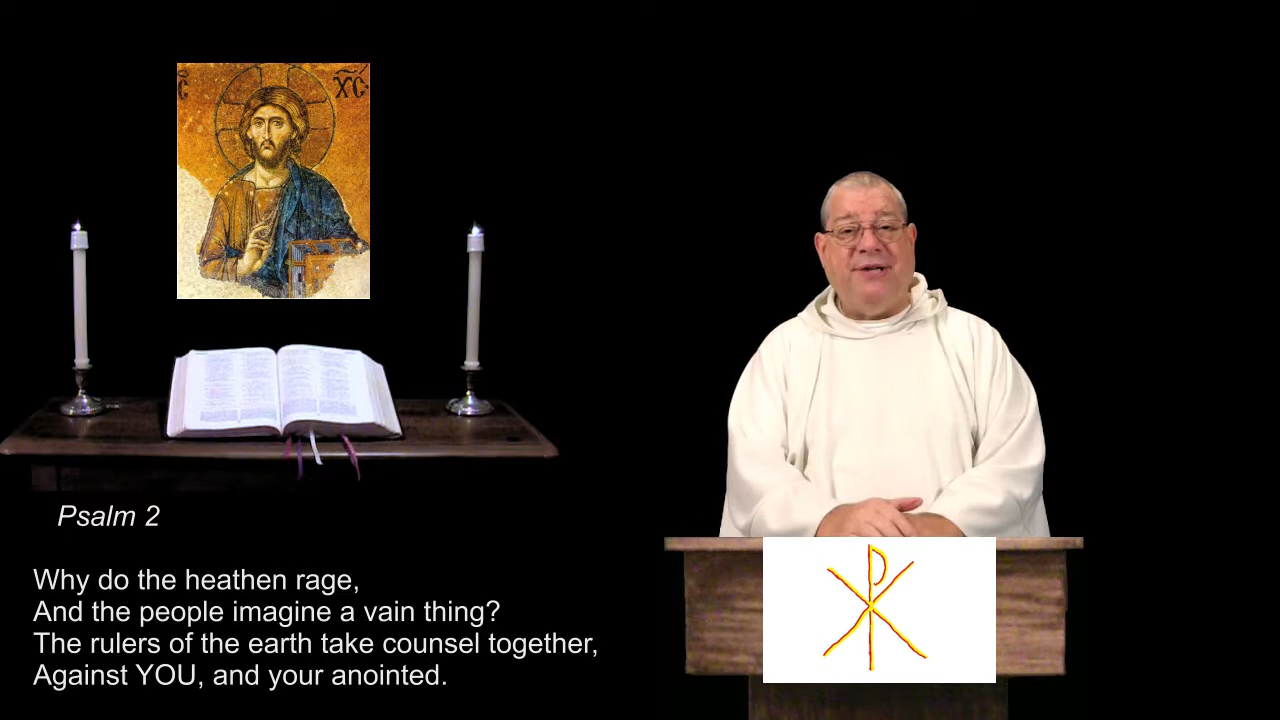 C XC
Psalm 2
Why do the heathen rage,
And the people imagine a vain thing?
The rulers of the earth take counsel together,
Against YOU, and your anointed.